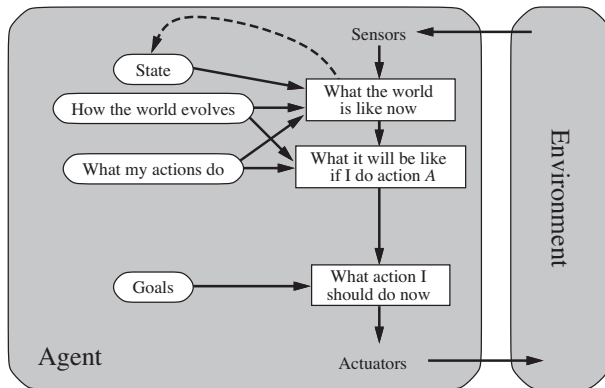 Sensors
State
What the world
is like now
How the world evolves
What it will be like
if I do action A
What my actions do
Environment
Goals
What action I
should do now
Agent
Actuators